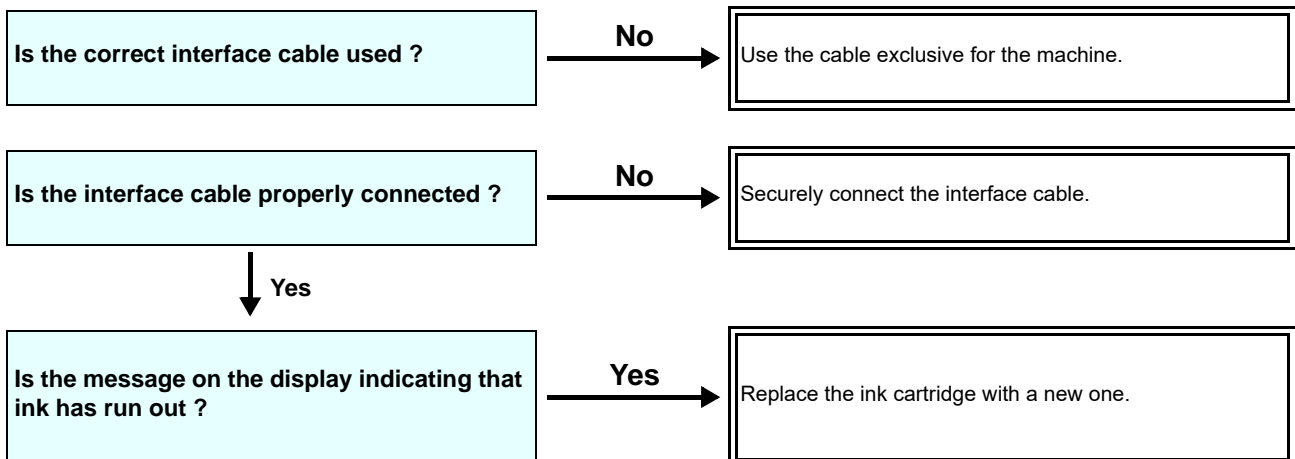 Is the correct interface cable used ?
No
Use the cable exclusive for the machine.
Is the interface cable properly connected ?
No
Securely connect the interface cable.
Yes
Is the message on the display indicating that
ink has run out ?
Yes
Replace the ink cartridge with a new one.